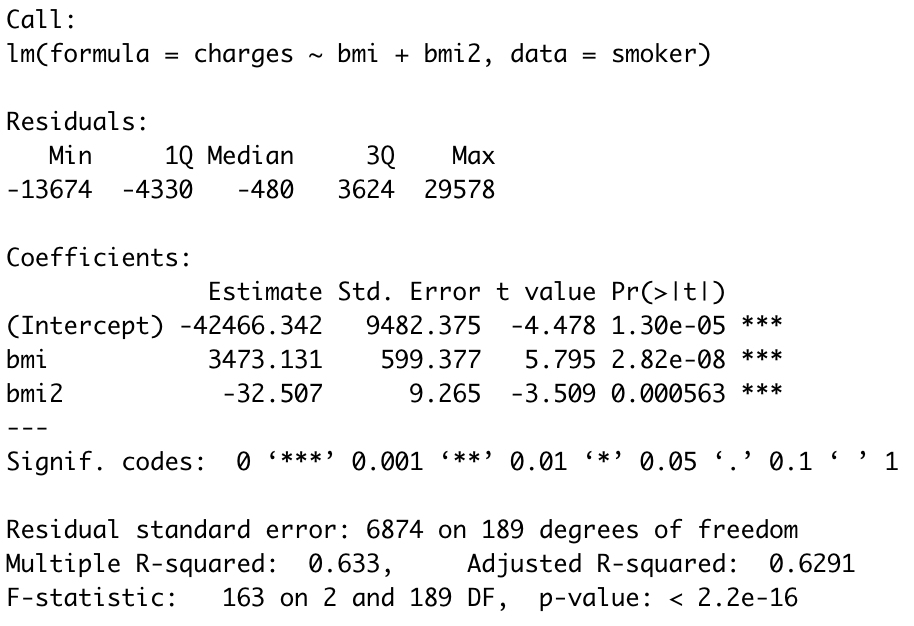 Call:
lm(formula = charges ~ bmi + bmi2, data = smoker)

Residuals:
   Min     1Q Median     3Q    Max
-13674  -4330   -480   3624  29578

Coefficients:
              Estimate Std. Error t value Pr(>|t|)
(Intercept) -42466.342   9482.375  -4.478 1.30e-05 ***
bmi           3473.131    599.377   5.795 2.82e-08 ***
bmi2           -32.507      9.265  -3.509 0.000563 ***
---
Signif. codes:  0 ‘***’ 0.001 ‘**’ 0.01 ‘*’ 0.05 ‘.’ 0.1 ‘ ’ 1

Residual standard error: 6874 on 189 degrees of freedom
Multiple R-squared:  0.633,	Adjusted R-squared:  0.6291
F-statistic:   163 on 2 and 189 DF,  p-value: < 2.2e-16